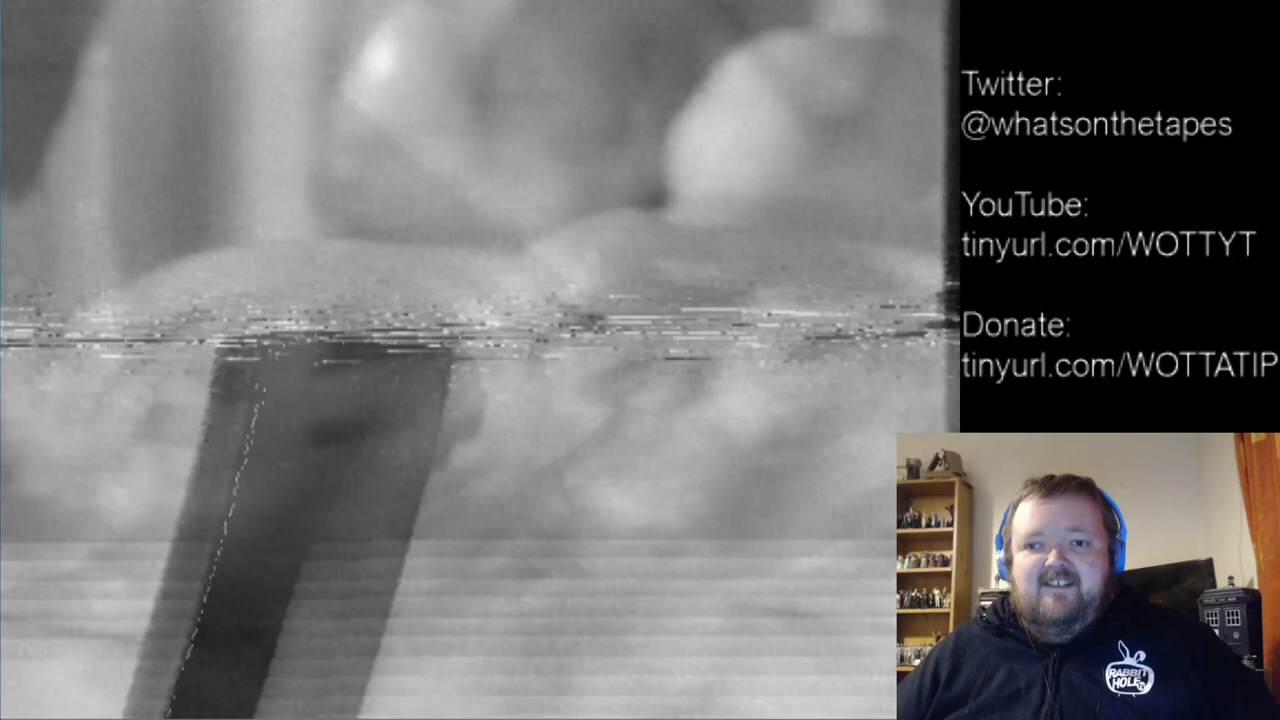 Twitter:
@whatsonthetapes
YouTube:
tinyurl.com/WOTTYT
Donate:
tinyurl.com/WOTTATIP
RABBIT
HOLE